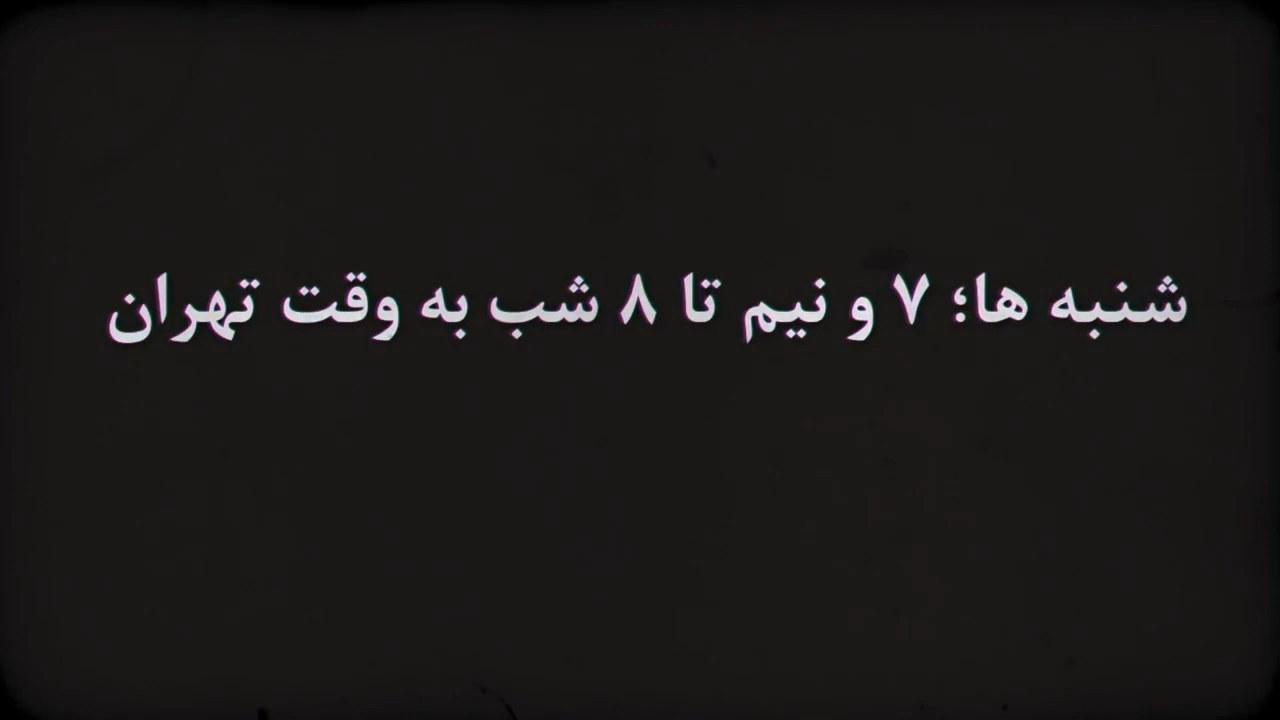 شنبه ها؛ ۷ و نیم تا ۸ شب به وقت تهران